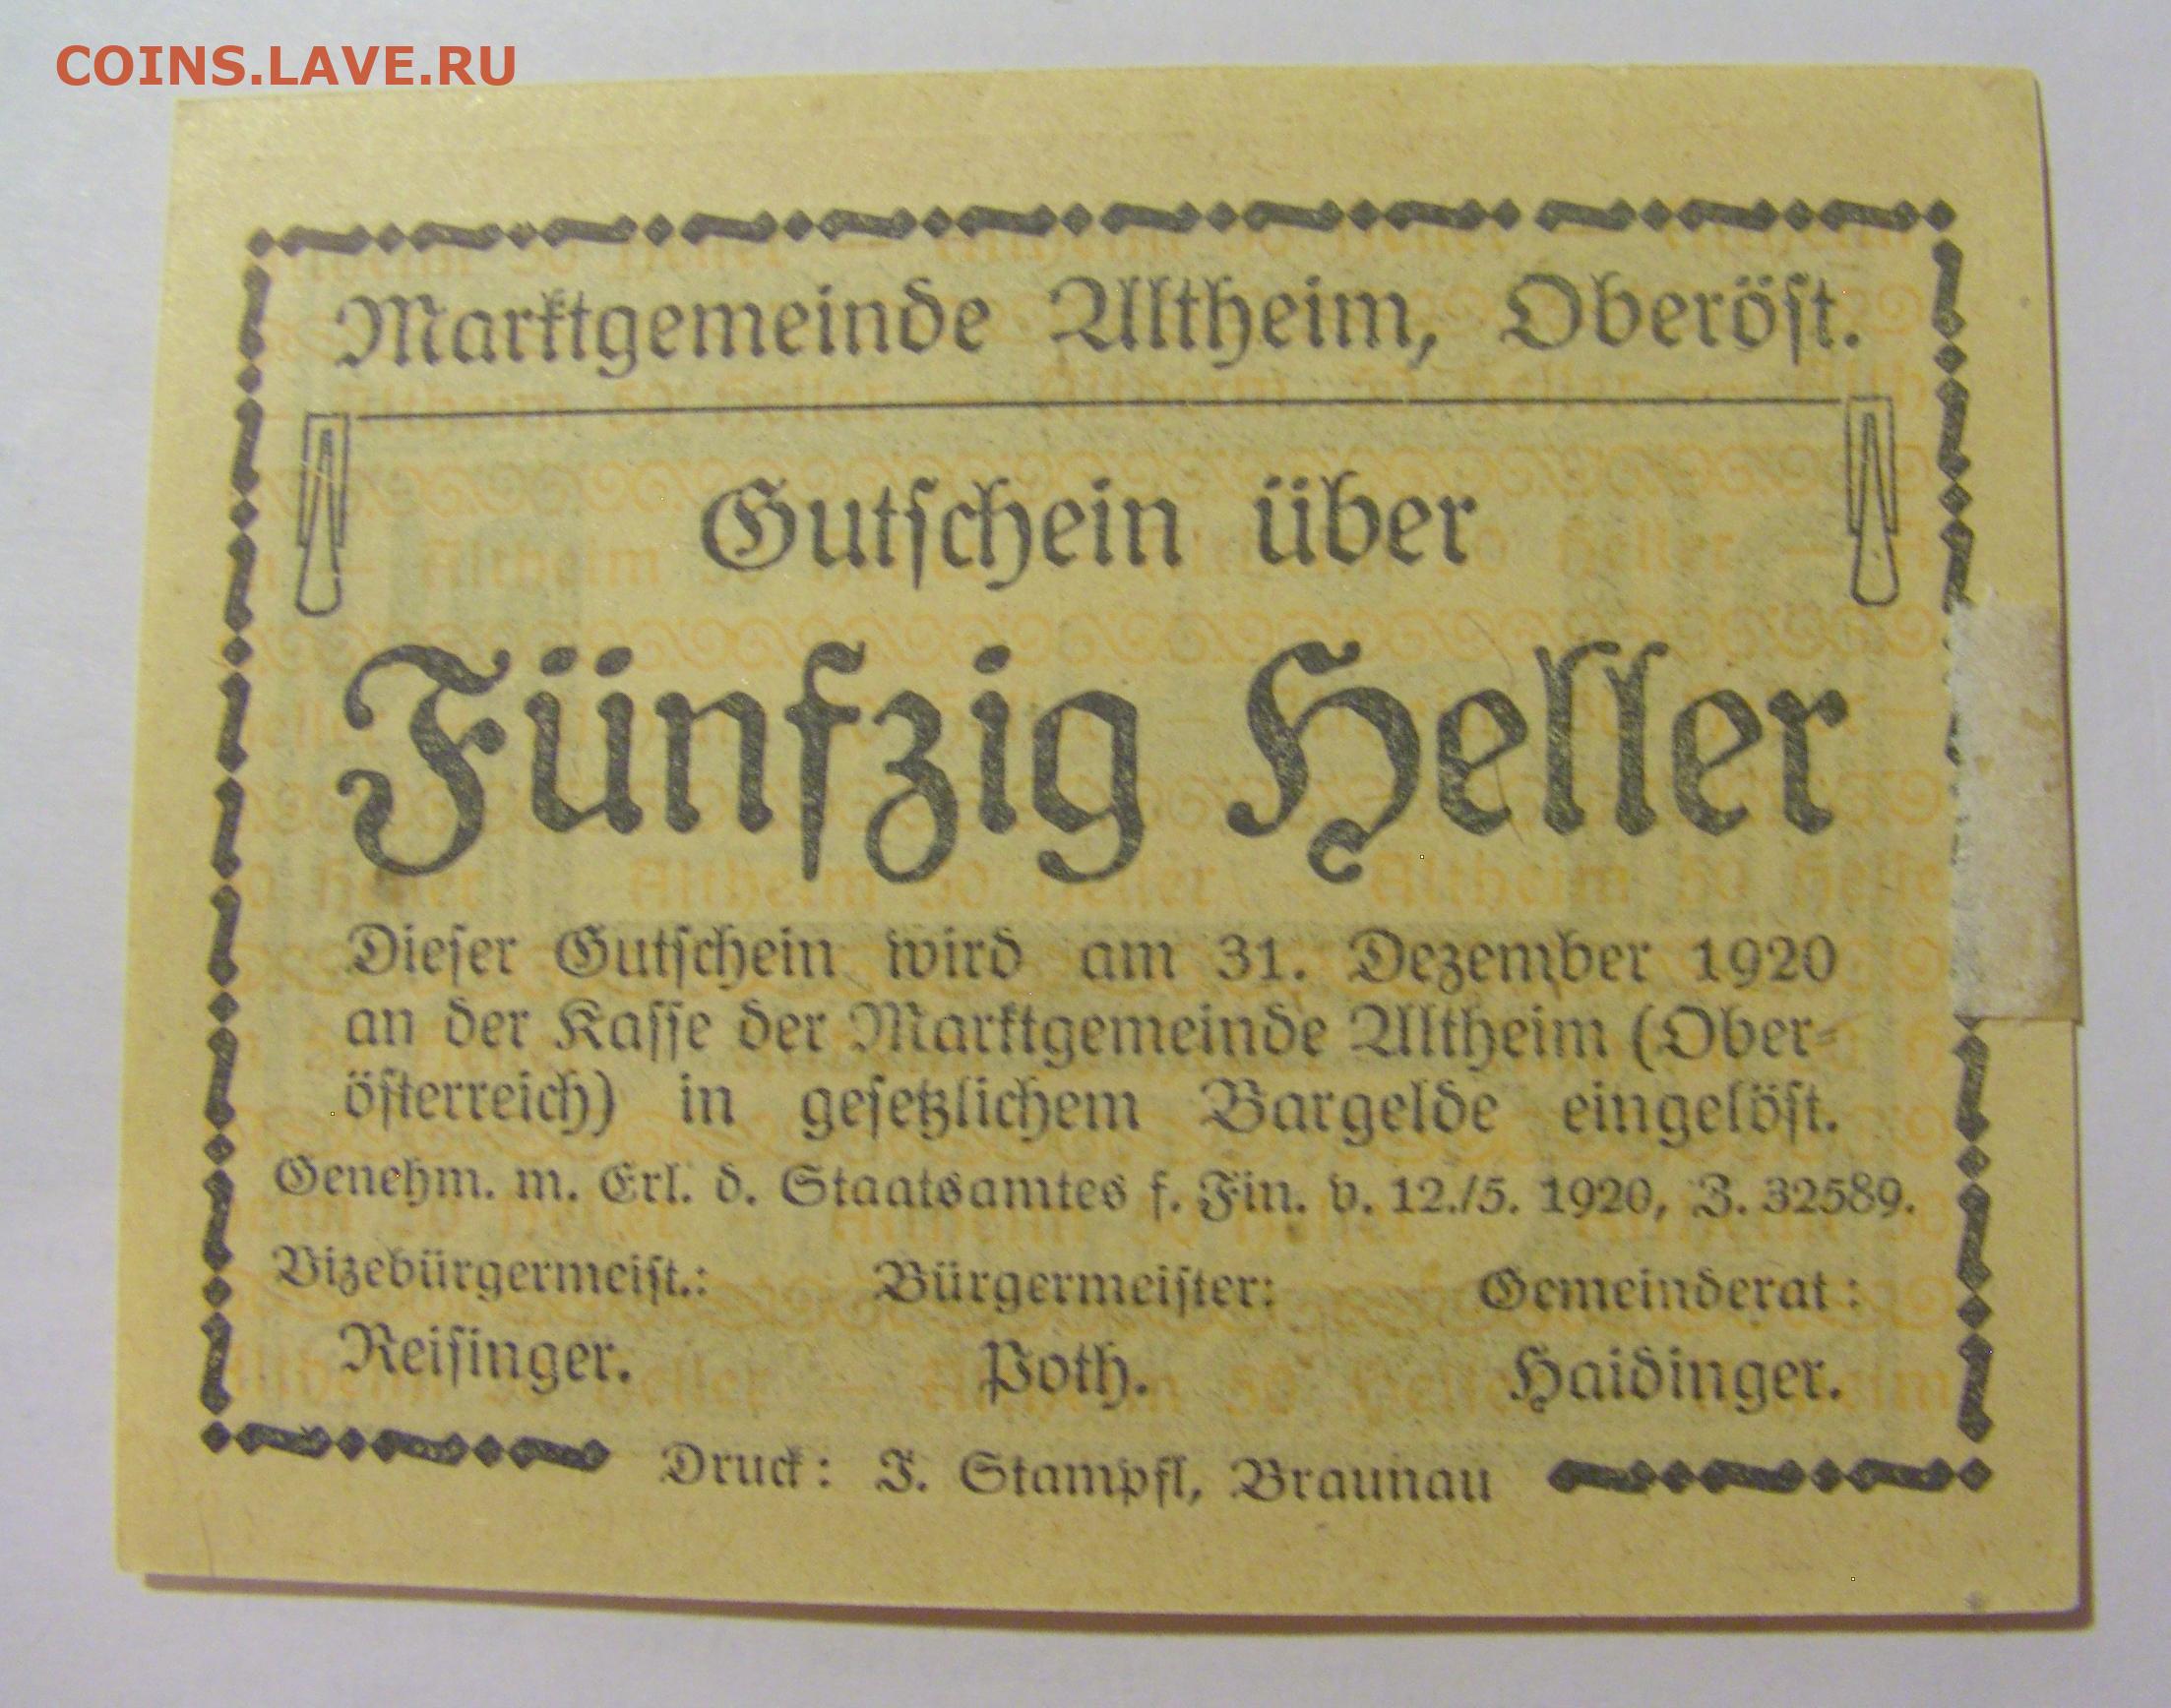 COINS.LAVE.RU
Marktgemeinde Altheim, Oberöst.
Gutschein über
Fünfzig Heller
Dieser Gutschein wird am 31. Dezember 1920
an der Kasse der Marktgemeinde Altheim (Ober-
österreich) in gesetzlichem Bargelde eingelöst.
Genehm. m. Erl. d. Staatsamtes f. Fin. v. 12./5. 1920, Z. 32589.
Vizebürgermeist.: Bürgermeister: Gemeinderat:
Reisinger. Poth. Haidinger.
Druck: J. Stampfl, Braunau